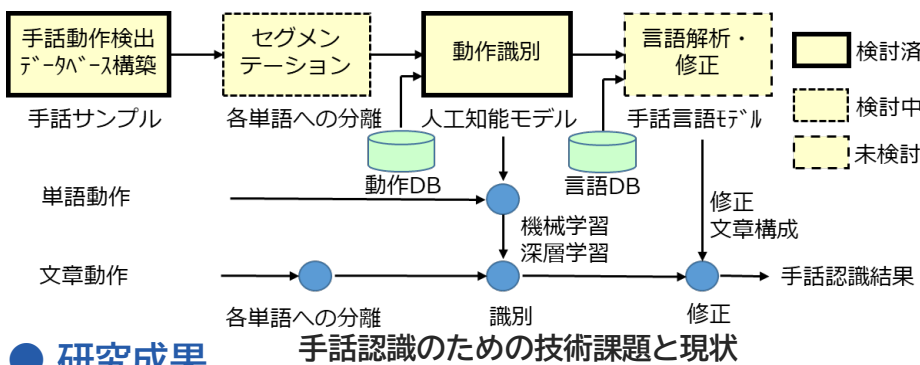 手話動作検出
ﾃﾞｰﾀﾍﾞｰｽ構築
セグメン
テーション
動作識別
言語解析・
修正
検討済
手話サンプル
各単語への分離
人工知能モデル
手話言語ﾓﾃﾞﾙ
検討中
未検討
動作DB
言語DB
単語動作
機械学習
深層学習
修正
文章構成
文章動作
手話認識結果
各単語への分離
識別
修正
手話認識のための技術課題と現状
● 研究成果